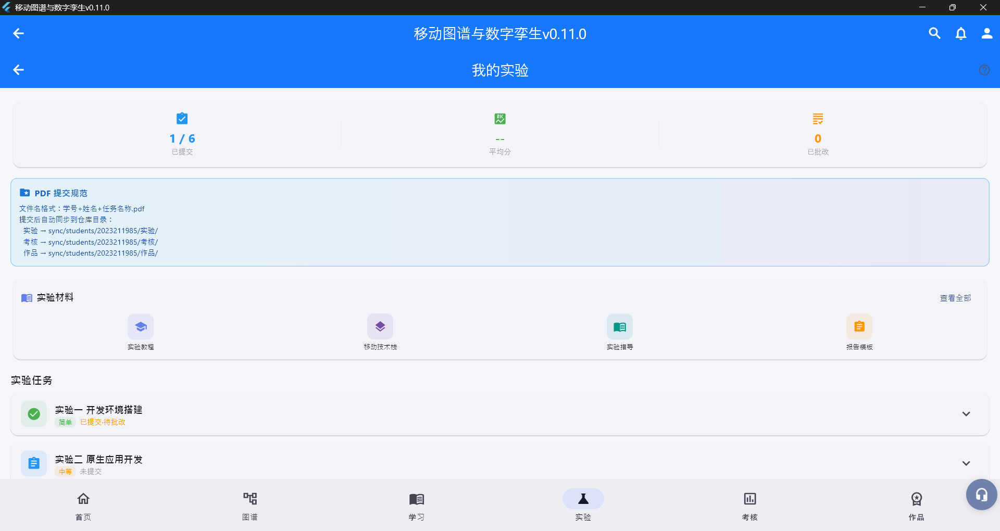 移动图谱与数字孪生v0.11.0
移动图谱与数字孪生v0.11.0
我的实验
1 / 6
已提交
--
平均分
0
已批改
PDF 提交规范
文件名格式：学号+姓名+任务名称.pdf
提交后自动同步到仓库目录：
实验 → sync/students/2023211985/实验/
考核 → sync/students/2023211985/考核/
作品 → sync/students/2023211985/作品/
实验材料
查看全部
实验教程
移动技术栈
实验指导
报告模板
实验任务
实验一 开发环境搭建
简单 已提交·待批改
实验二 原生应用开发
中等 未提交
首页
图谱
学习
实验
考核
作品